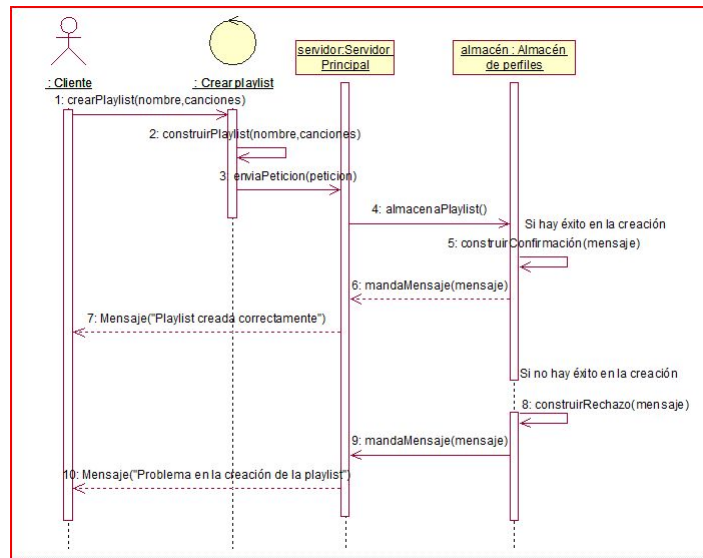 : Cliente
: Crear playlist
servidor:Servidor
Principal
almacén : Almacén
de perfiles
1: crearPlaylist(nombre,canciones)
2: construirPlaylist(nombre,canciones)
3: enviaPeticion(peticion)
4: almacenaPlaylist()
Si hay éxito en la creación
5: construirConfirmación(mensaje)
6: mandaMensaje(mensaje)
7: Mensaje("Playlist creada correctamente")
Si no hay éxito en la creación
8: construirRechazo(mensaje)
9: mandaMensaje(mensaje)
10: Mensaje("Problema en la creación de la playlist")